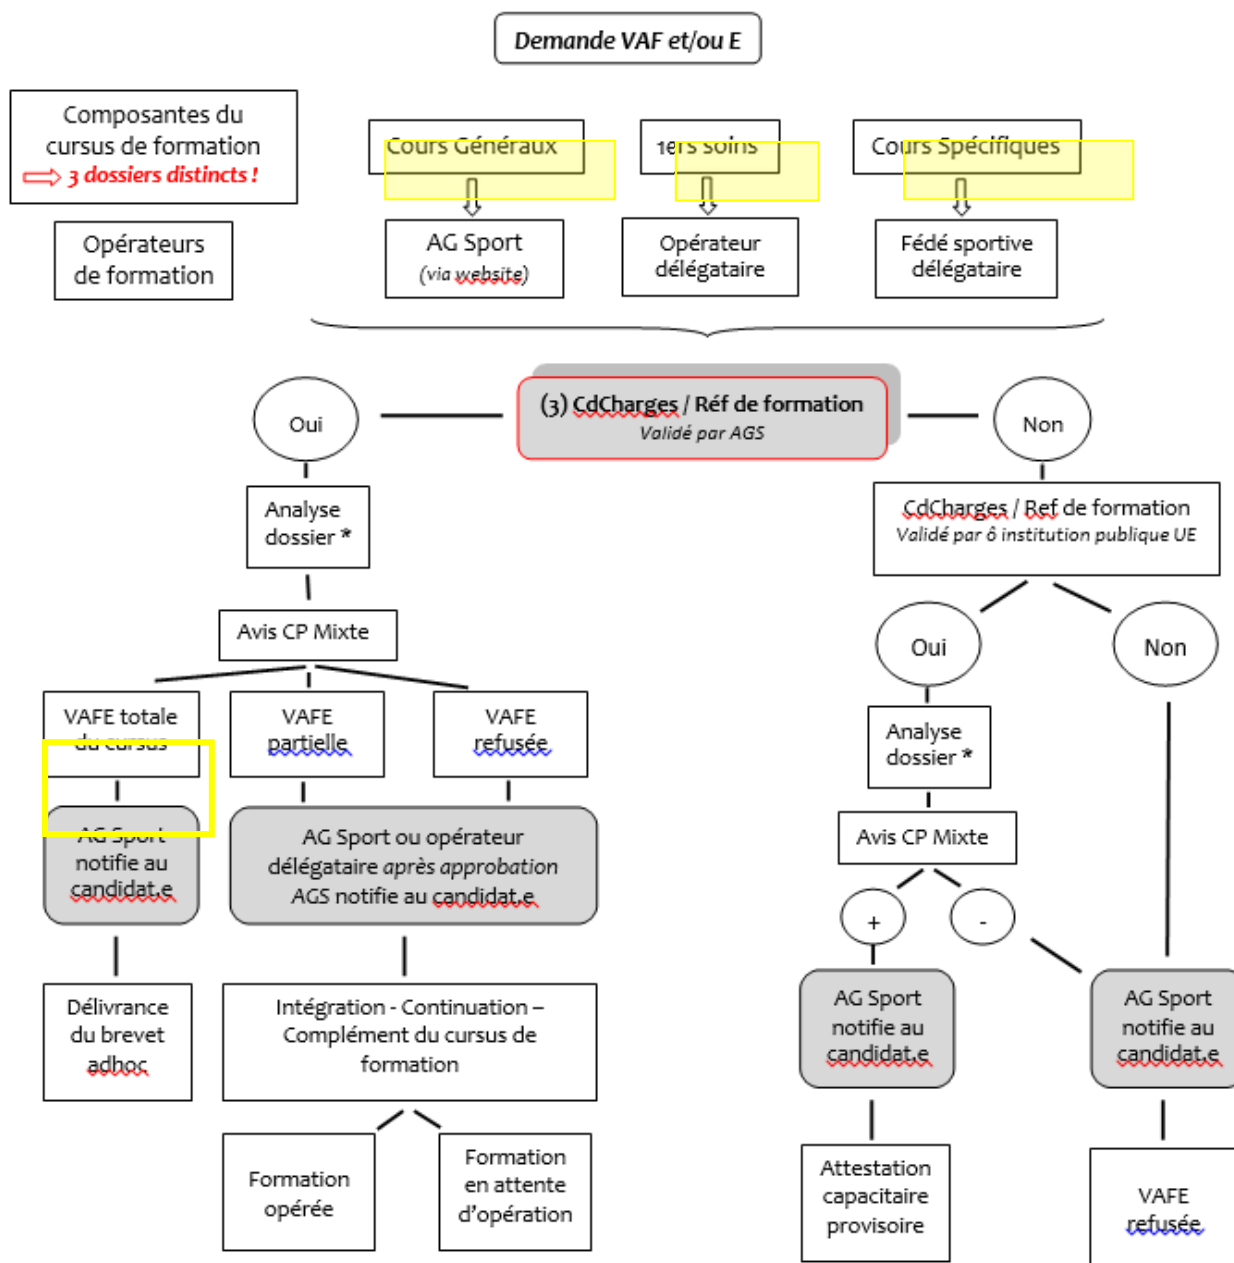 Demande VAF et/ou E
Composantes du
cursus de formation
3 dossiers distincts !
Cours Généraux
1ers soins
Cours Spécifiques
Opérateurs
de formation
AG Sport
(via website)
Opérateur
délégataire
Fédé sportive
délégataire
(3) CdCharges / Réf de formation
Validé par AGS
Oui
Non
Analyse
dossier *
CdCharges / Ref de formation
Validé par ô institution publique UE
Avis CP Mixte
Oui
Non
VAFE totale
du cursus
VAFE
partielle
VAFE
refusée
Analyse
dossier *
AG Sport
notifie au
candidat.e
AG Sport ou opérateur
délégataire après approbation
AGS notifie au candidat.e
Avis CP Mixte
+
-
Délivrance
du brevet
adhoc
Intégration - Continuation –
Complément du cursus de
formation
AG Sport
notifie au
candidat.e
AG Sport
notifie au
candidat.e
Formation
opérée
Formation
en attente
d'opération
Attestation
capacitaire
provisoire
VAFE
refusée